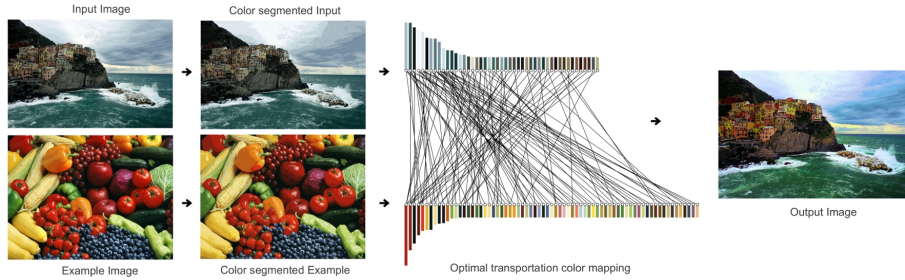 Input Image
Color segmented Input
Output Image
Example Image
Color segmented Example
Optimal transportation color mapping